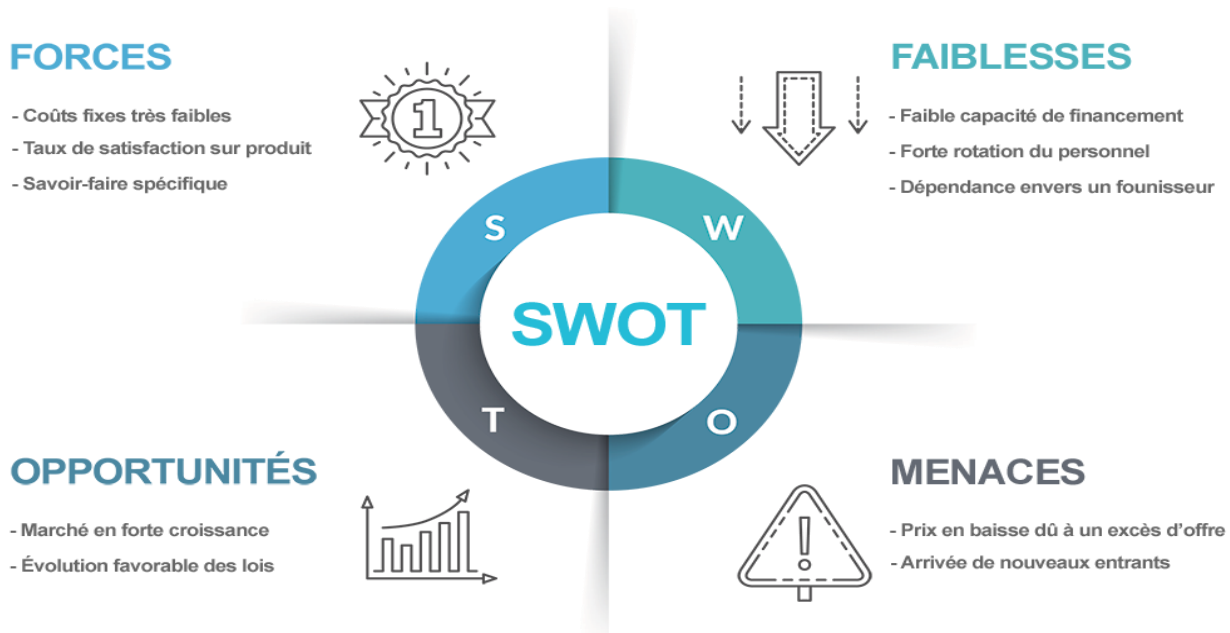 FORCES
- Coûts fixes très faibles
- Taux de satisfaction sur produit
- Savoir-faire spécifique
1
FAIBLESSES
- Faible capacité de financement
- Forte rotation du personnel
- Dépendance envers un founisseur
S
W
SWOT
T
O
OPPORTUNITÉS
- Marché en forte croissance
- Évolution favorable des lois
MENACES
- Prix en baisse dû à un excès d'offre
- Arrivée de nouveaux entrants
!